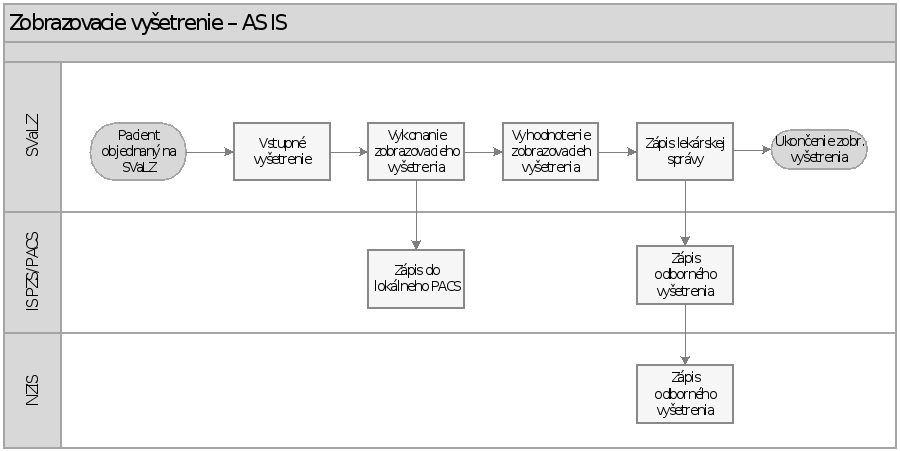 Zobrazovacie vyšetrenie – AS IS
SVaLZ
Pacient
objednaný na
SVaLZ
Vstupné
vyšetrenie
Vykonanie
zobrazovacieho
vyšetrenia
Vyhodnotenie
zobrazovacieh
vyšetrenia
Zápis lekárskej
správy
Ukončenie zobr.
vyšetrenia
IS PZS/PACS
Zápis do
lokálneho PACS
Zápis
odborného
vyšetrenia
NZIS
Zápis
odborného
vyšetrenia